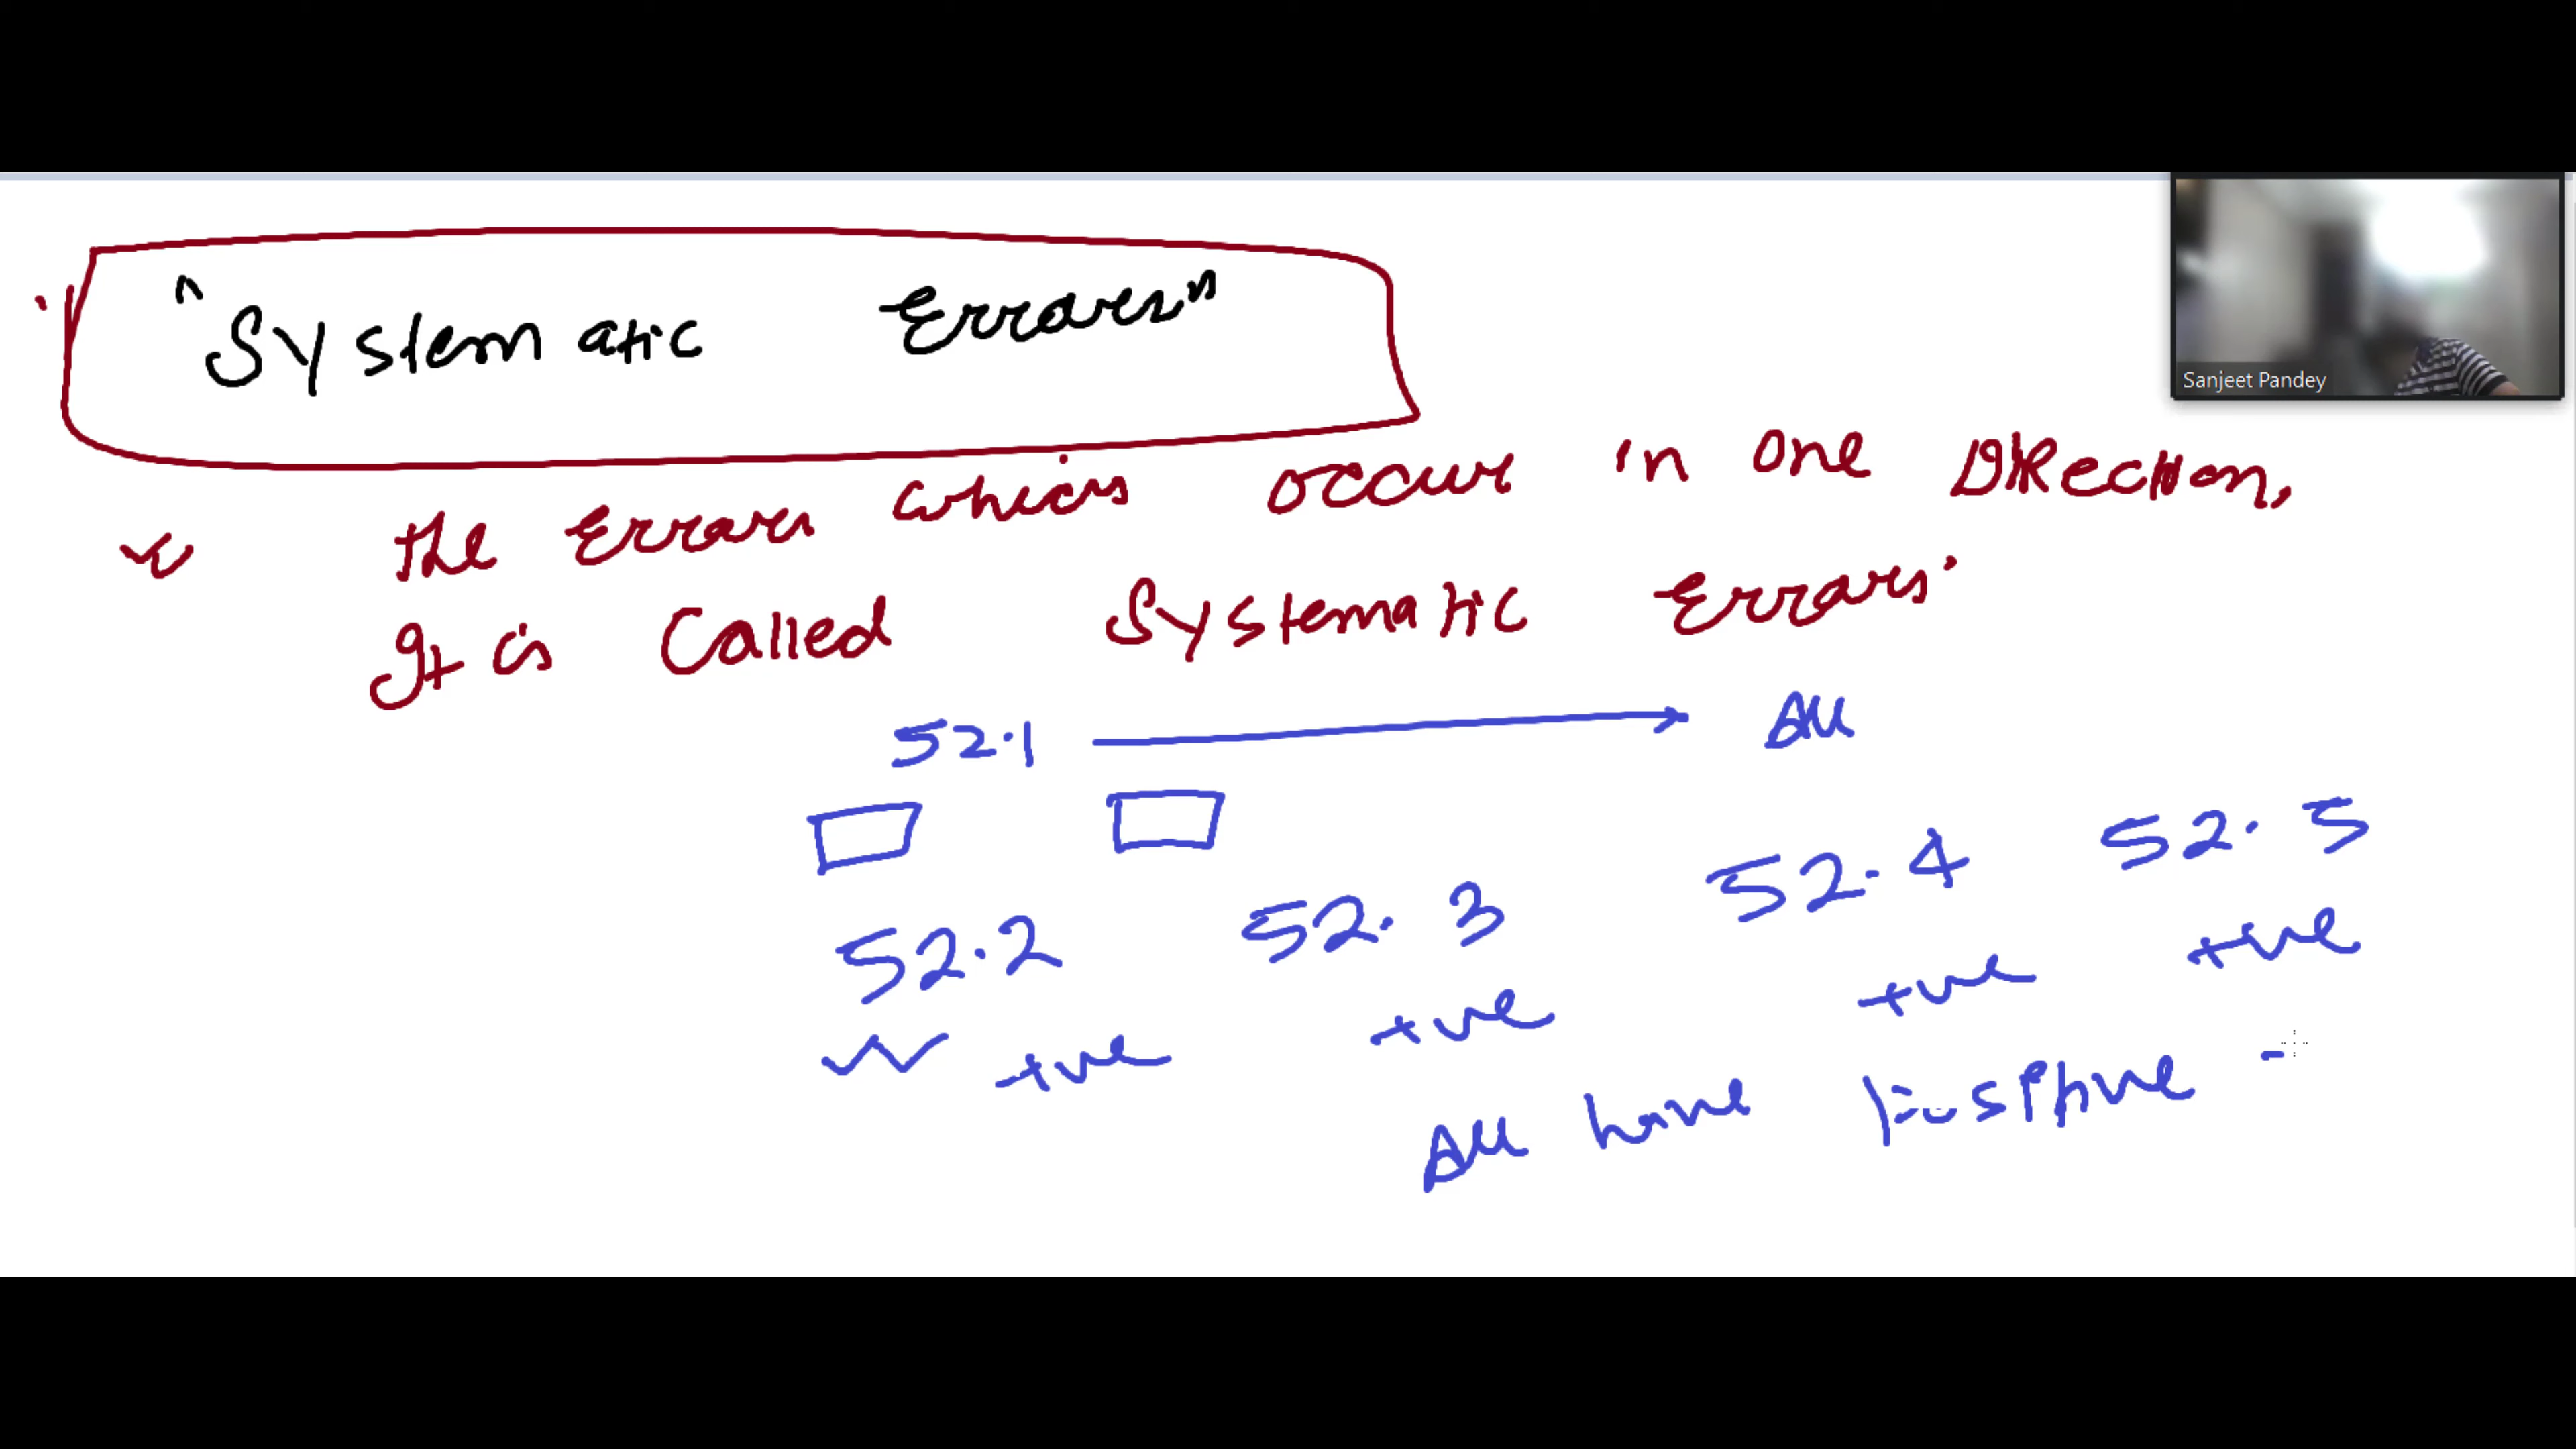 "Systematic Errors"
Sanjeet Pandey
the Errors which occurs in one Direction,
It is Called Systematic Errors.
52.1 → All
52.2 52.3 52.4 52.5
+ve +ve +ve +ve
All have positive -